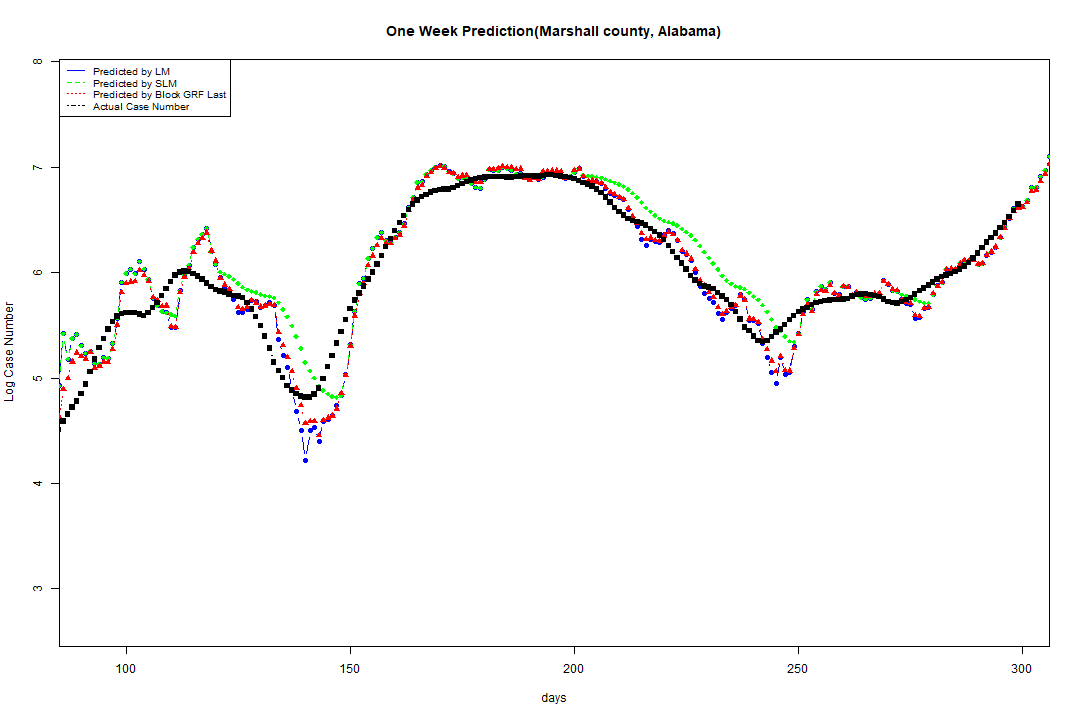 One Week Prediction(Marshall county, Alabama)
8
Predicted by LM
Predicted by SLM
Predicted by Block GRF Last
Actual Case Number
7
6
5
4
3
Log Case Number
100 150 200 250 300
days